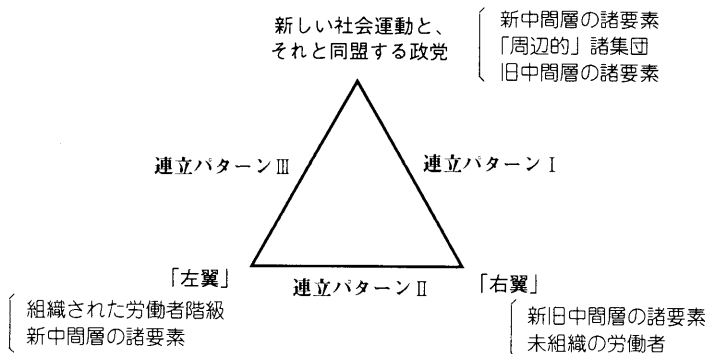 新しい社会運動と、
それと同盟する政党
新中間層の諸要素
「周辺的」諸集団
旧中間層の諸要素
連立パターンⅢ
連立パターンⅠ
「左翼」
連立パターンⅡ
「右翼」
組織された労働者階級
新中間層の諸要素
新旧中間層の諸要素
未組織の労働者